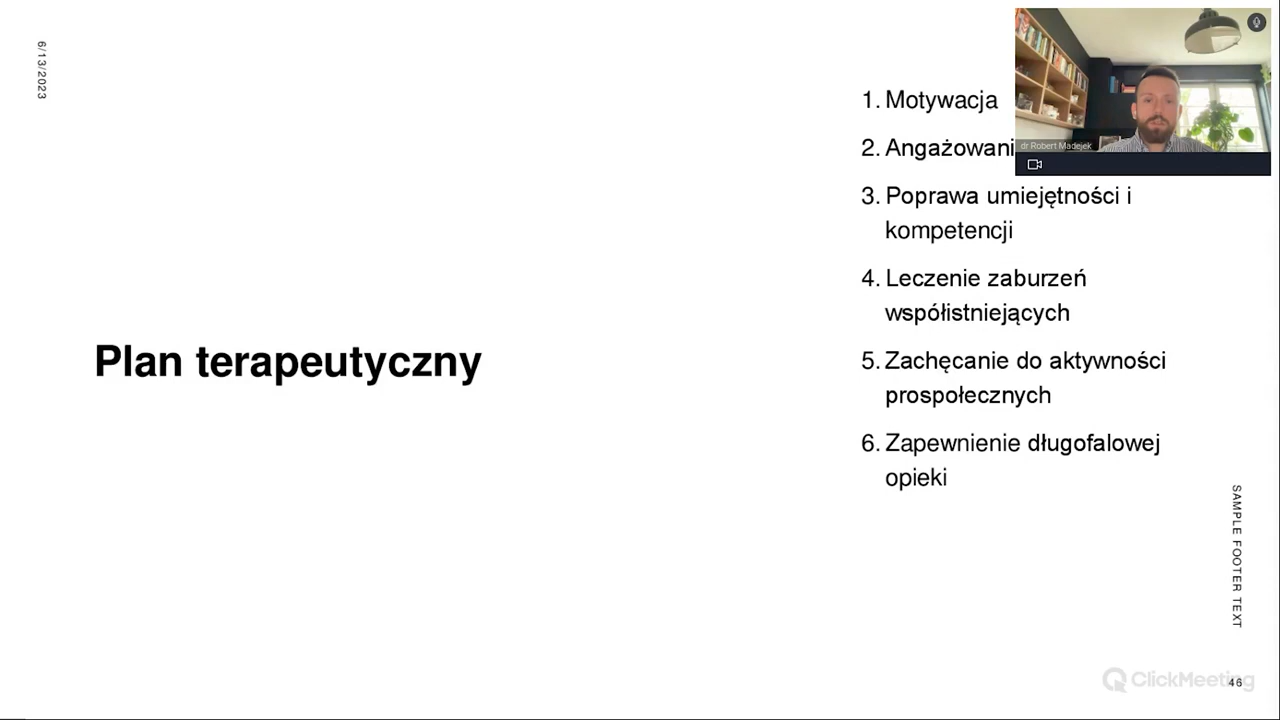 6/13/2023
dr Robert Madejek
1. Motywacja
2. Angażowani
3. Poprawa umiejętności i
kompetencji
4. Leczenie zaburzeń
współistniejących
5. Zachęcanie do aktywności
prospołecznych
6. Zapewnienie długofalowej
opieki
Plan terapeutyczny
SAMPLE FOOTER TEXT
ClickMeeting
46